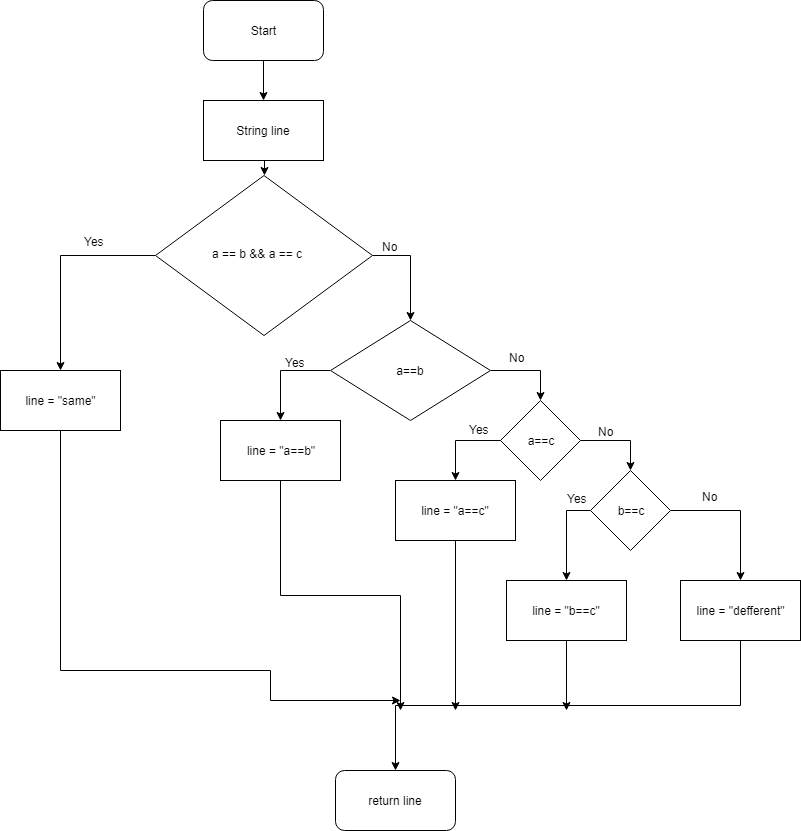 Start
String line
a == b && a == c
Yes
No
line = "same"
a==b
Yes
No
line = "a==b"
a==c
Yes
No
line = "a==c"
b==c
Yes
No
line = "b==c"
line = "defferent"
return line